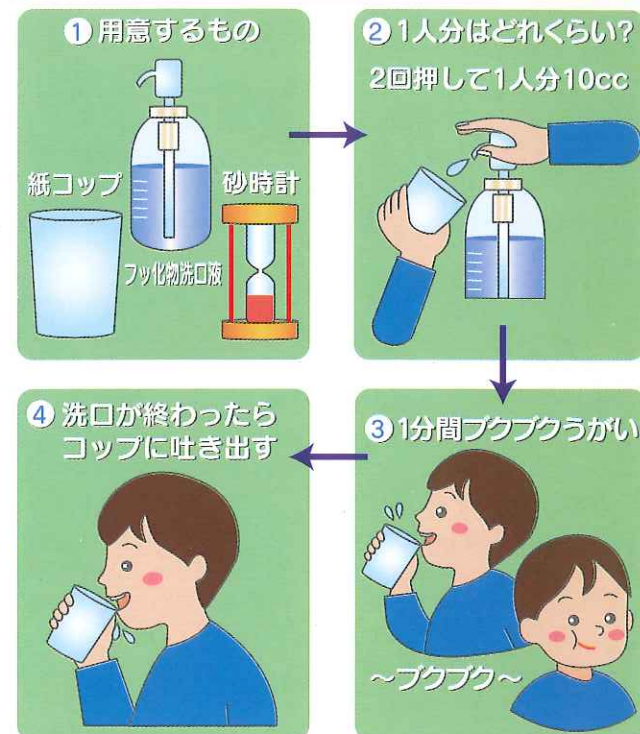 ① 用意するもの
紙コップ
フッ化物洗口液
砂時計
② 1人分はどれくらい?
2回押して1人分10cc
③ 1分間ブクブクうがい
〜ブクブク〜
④ 洗口が終わったら
コップに吐き出す